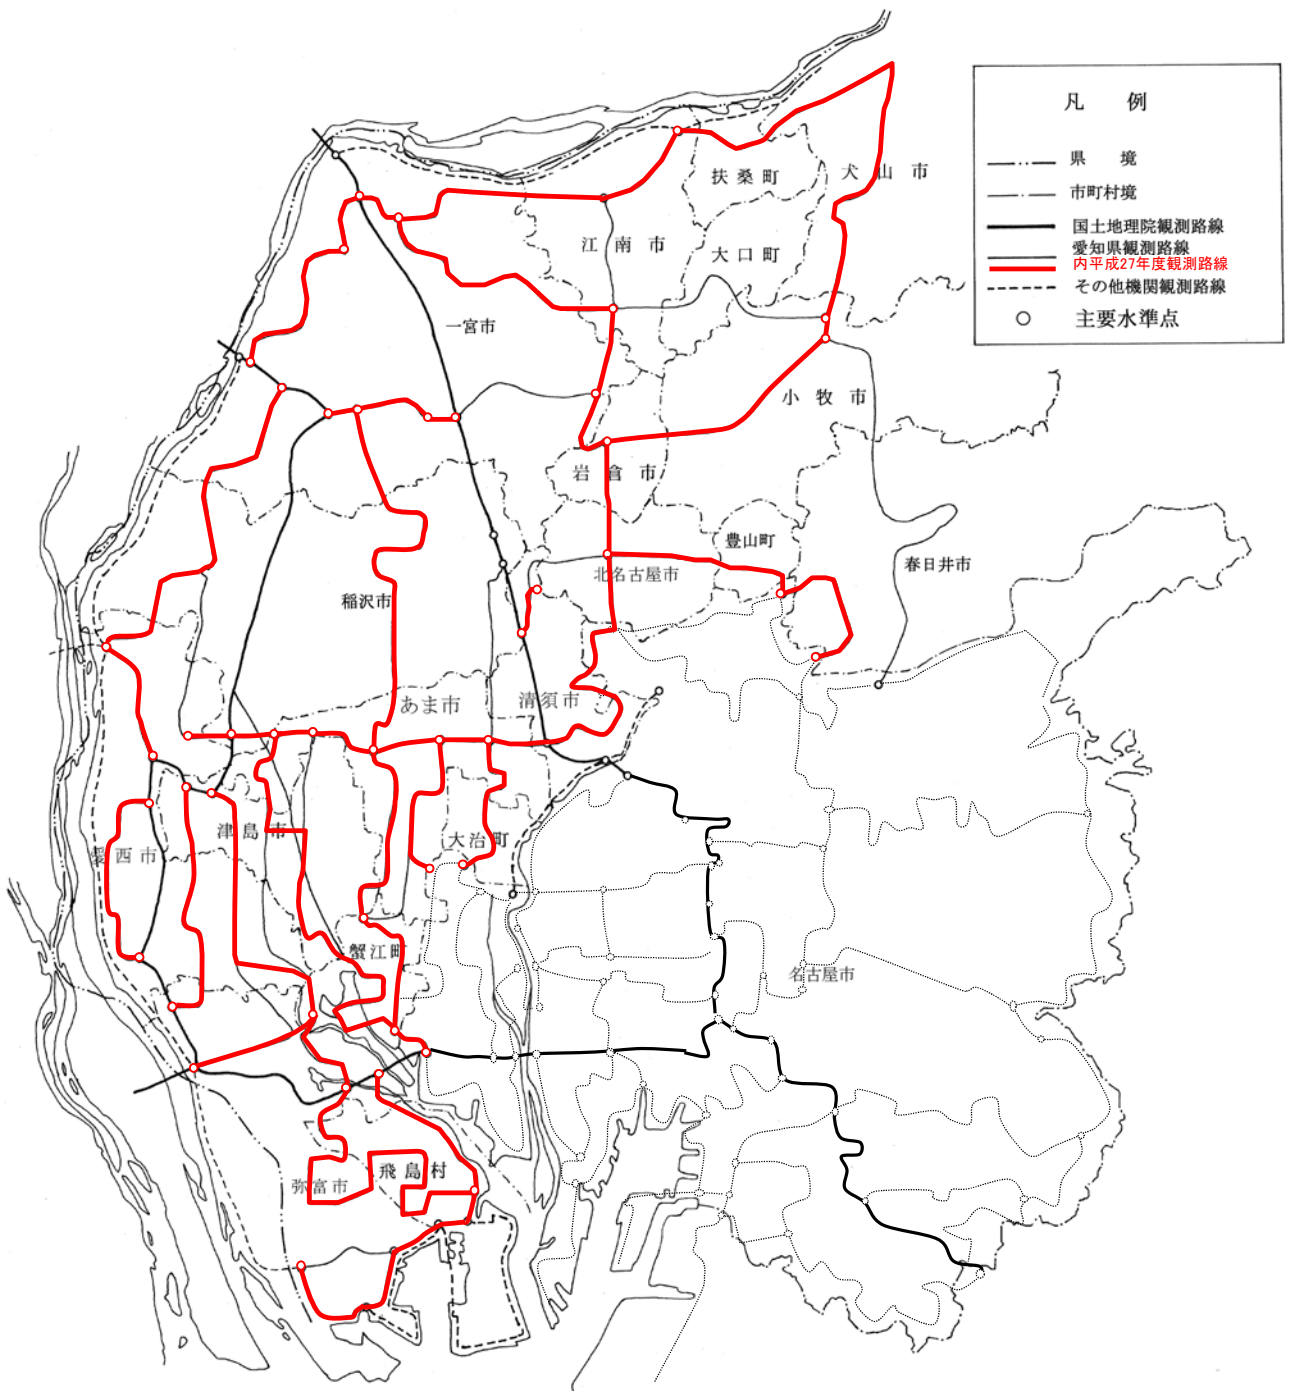 凡 例
県 境
市町村境
国土地理院観測路線
愛知県観測路線
内平成27年度観測路線
その他機関観測路線
主要水準点
扶桑町
犬山市
江南市
大口町
一宮市
小牧市
岩倉市
豊山町
春日井市
北名古屋市
稲沢市
あま市
清須市
津島市
大治町
愛西市
蟹江町
名古屋市
飛島村
弥富市